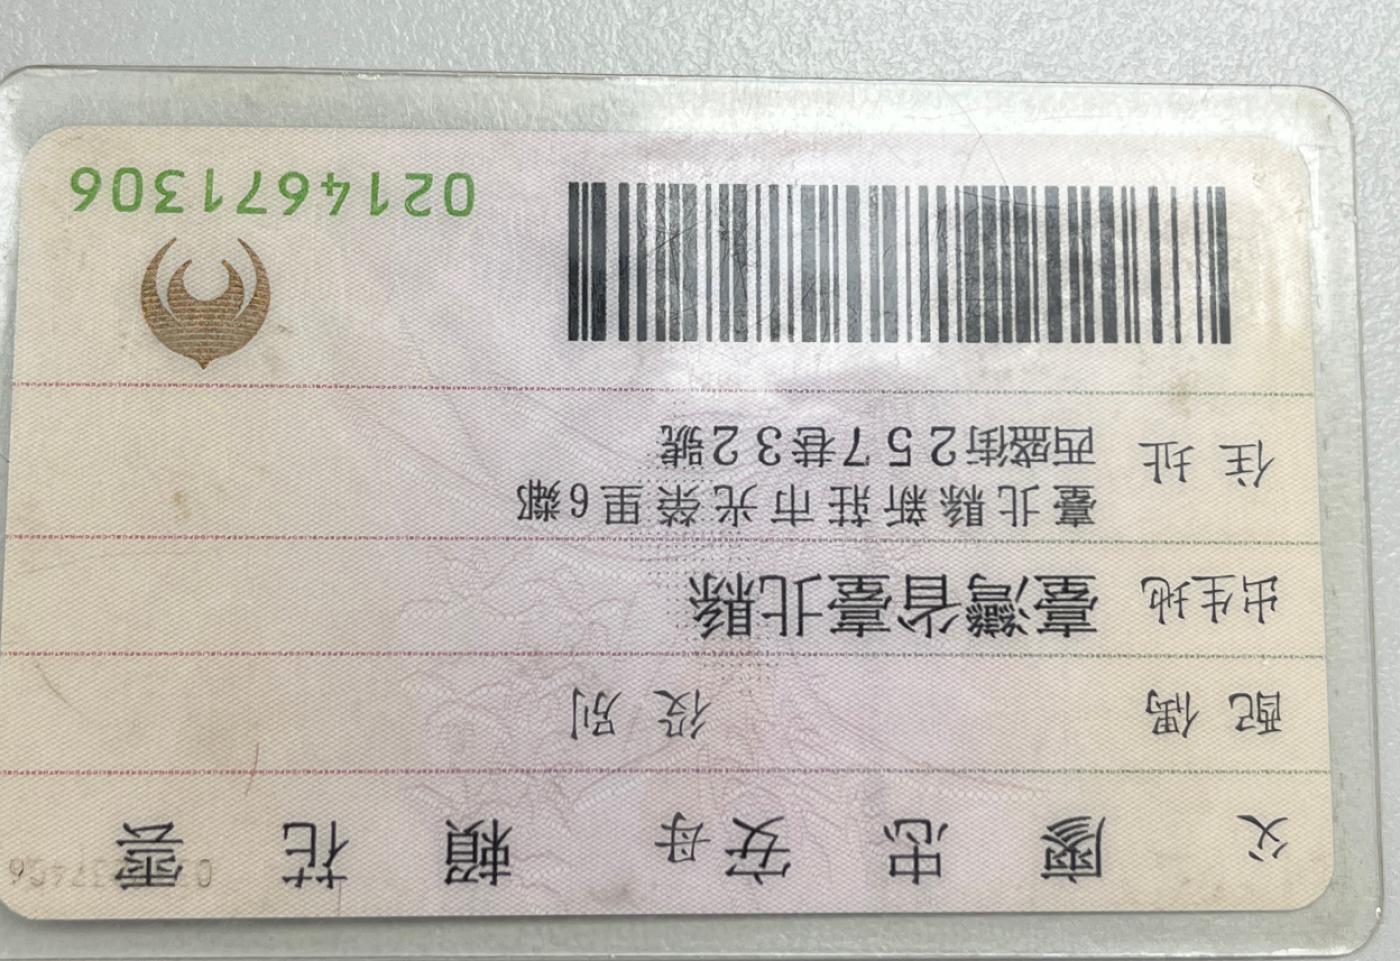 父 廖忠安 母 賴花雲
配偶 役別
出生地 臺灣省臺北縣
住址 臺北縣新莊市光榮里6鄰
西盛街257巷32號
0214671306